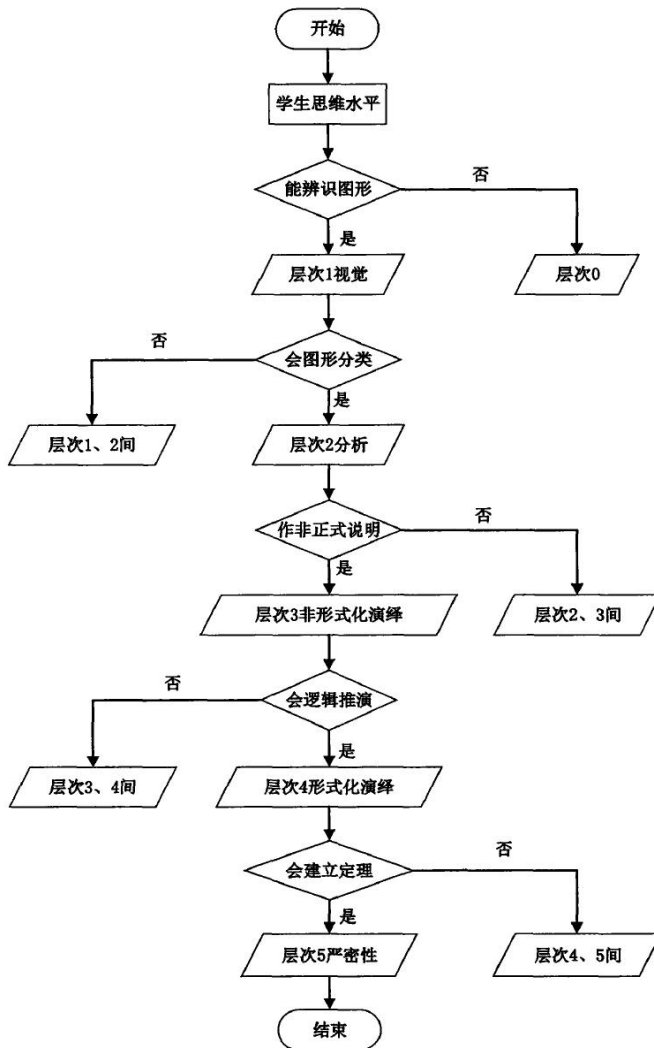 开始
学生思维水平
能辨识图形
否
是
层次1视觉
层次0
否
会图形分类
是
层次1、2间
层次2分析
作非正式说明
否
是
层次3非形式化演绎
层次2、3间
否
会逻辑推演
是
层次3、4间
层次4形式化演绎
会建立定理
否
是
层次5严密性
层次4、5间
结束